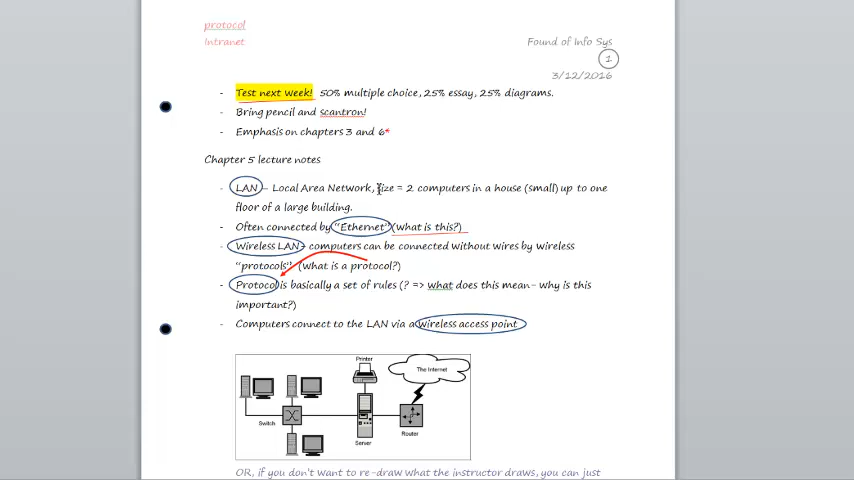 protocol
Intranet
Found of Info Sys
1
3/12/2016
- Test next week! 50% multiple choice, 25% essay, 25% diagrams.
- Bring pencil and scantron!
- Emphasis on chapters 3 and 6*
Chapter 5 lecture notes
- LAN – Local Area Network, size = 2 computers in a house (small) up to one
floor of a large building.
- Often connected by "Ethernet" (what is this?)
- Wireless LAN – computers can be connected without wires by wireless
"protocols" (what is a protocol?)
- Protocol is basically a set of rules (? => what does this mean– why is this
important?)
- Computers connect to the LAN via a wireless access point
Printer
The Internet
Switch
Server
Router
OR, if you don't want to re-draw what the instructor draws, you can just